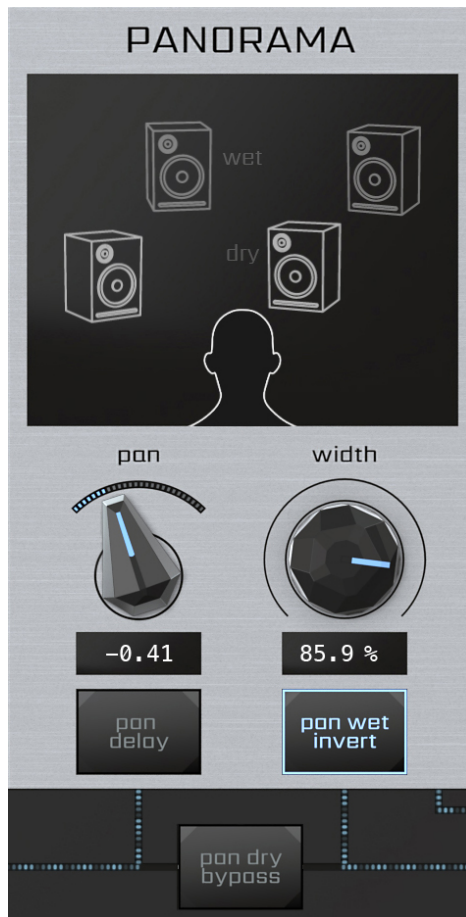 PANORAMA
wet
dry
pan
width
-0.41
85.9 %
pan
delay
pan wet
invert
pan dry
bypass